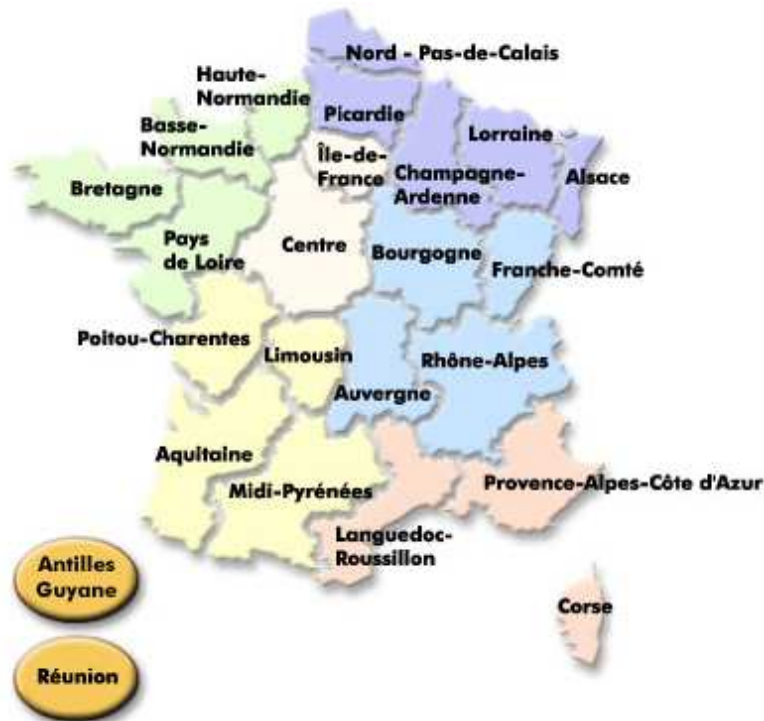 Nord - Pas-de-Calais
Haute-
Normandie
Picardie
Basse-
Normandie
Lorraine
Île-de-
France
Champagne-
Ardenne
Alsace
Bretagne
Pays
de Loire
Centre
Bourgogne
Franche-Comté
Poitou-Charentes
Limousin
Rhône-Alpes
Auvergne
Aquitaine
Midi-Pyrénées
Provence-Alpes-Côte d'Azur
Languedoc-
Roussillon
Antilles
Guyane
Corse
Réunion